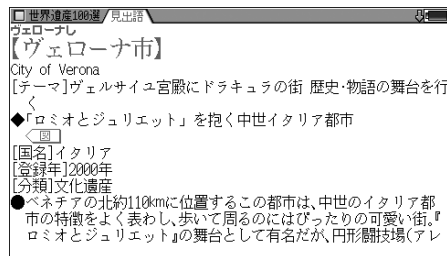 世界遺産100選 見出語
ヴェローナし
【ヴェローナ市】
City of Verona
[テーマ]ヴェルサイユ宮殿にドラキュラの街 歴史・物語の舞台を行
く
◆「ロミオとジュリエット」を抱く中世イタリア都市
図
[国名]イタリア
[登録年]2000年
[分類]文化遺産
●ベネチアの北約110kmに位置するこの都市は、中世のイタリア都
市の特徴をよく表わし、歩いて周るのにはぴったりの可愛い街。『
ロミオとジュリエット』の舞台として有名だが、円形闘技場(アレ